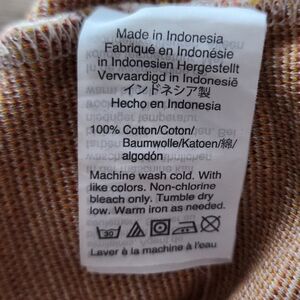 Made in Indonesia
Fabriqué en Indonésie
in Indonesien Hergestellt
Vervaardigd in Indonesië
インドネシア製
Hecho en Indonesia
100% Cotton/Coton/
Baumwolle/Katoen/綿/
algodón
Machine wash cold. With
like colors. Non-chlorine
bleach only. Tumble dry
low. Warm iron as needed.
30
Laver à la machine à l'eau